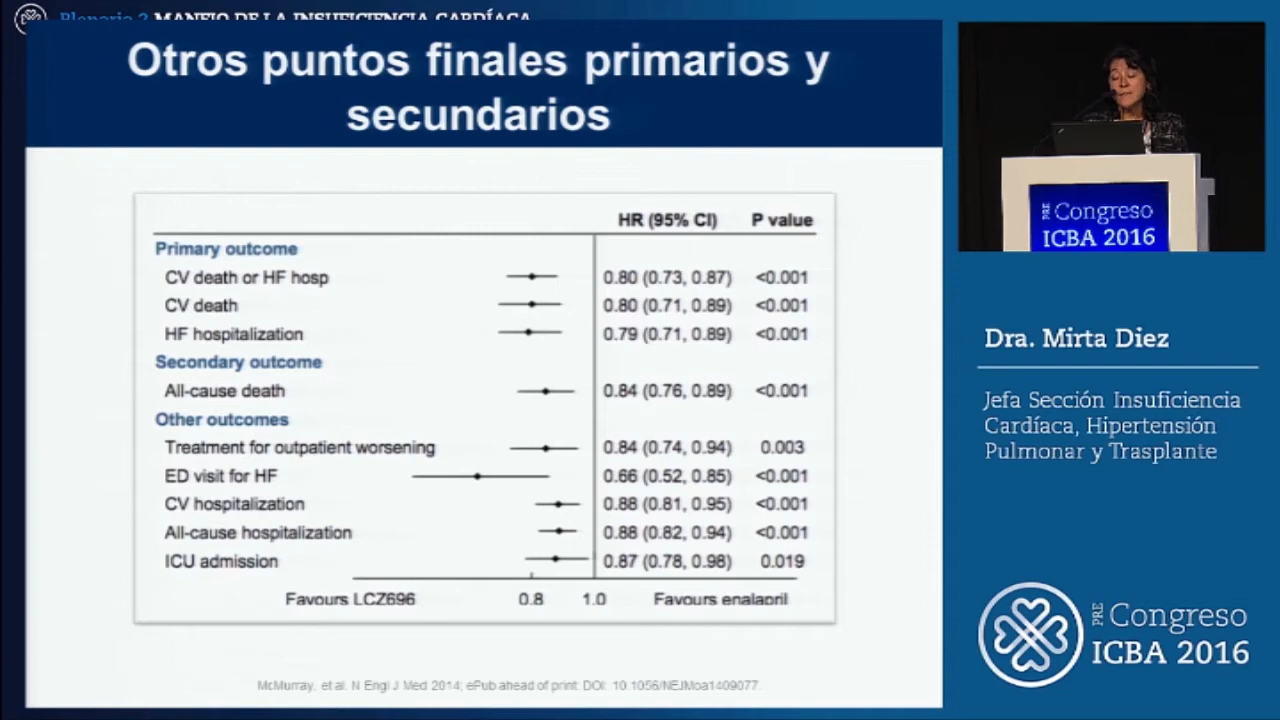 Plenaria 2 MANEJO DE LA INSUFICIENCIA CARDÍACA
Otros puntos finales primarios y
secundarios
HR (95% CI) P value
Primary outcome
CV death or HF hosp 0.80 (0.73, 0.87) <0.001
CV death 0.80 (0.71, 0.89) <0.001
HF hospitalization 0.79 (0.71, 0.89) <0.001
Secondary outcome
All-cause death 0.84 (0.76, 0.89) <0.001
Other outcomes
Treatment for outpatient worsening 0.84 (0.74, 0.94) 0.003
ED visit for HF 0.66 (0.52, 0.85) <0.001
CV hospitalization 0.88 (0.81, 0.95) <0.001
All-cause hospitalization 0.88 (0.82, 0.94) <0.001
ICU admission 0.87 (0.78, 0.98) 0.019
Favours LCZ696 0.8 1.0 Favours enalapril
McMurray, et al. N Engl J Med 2014; ePub ahead of print: DOI: 10.1056/NEJMoa1409077.
PRE Congreso
ICBA 2016
Dra. Mirta Diez
Jefa Sección Insuficiencia
Cardíaca, Hipertensión
Pulmonar y Trasplante
PRE Congreso
ICBA 2016